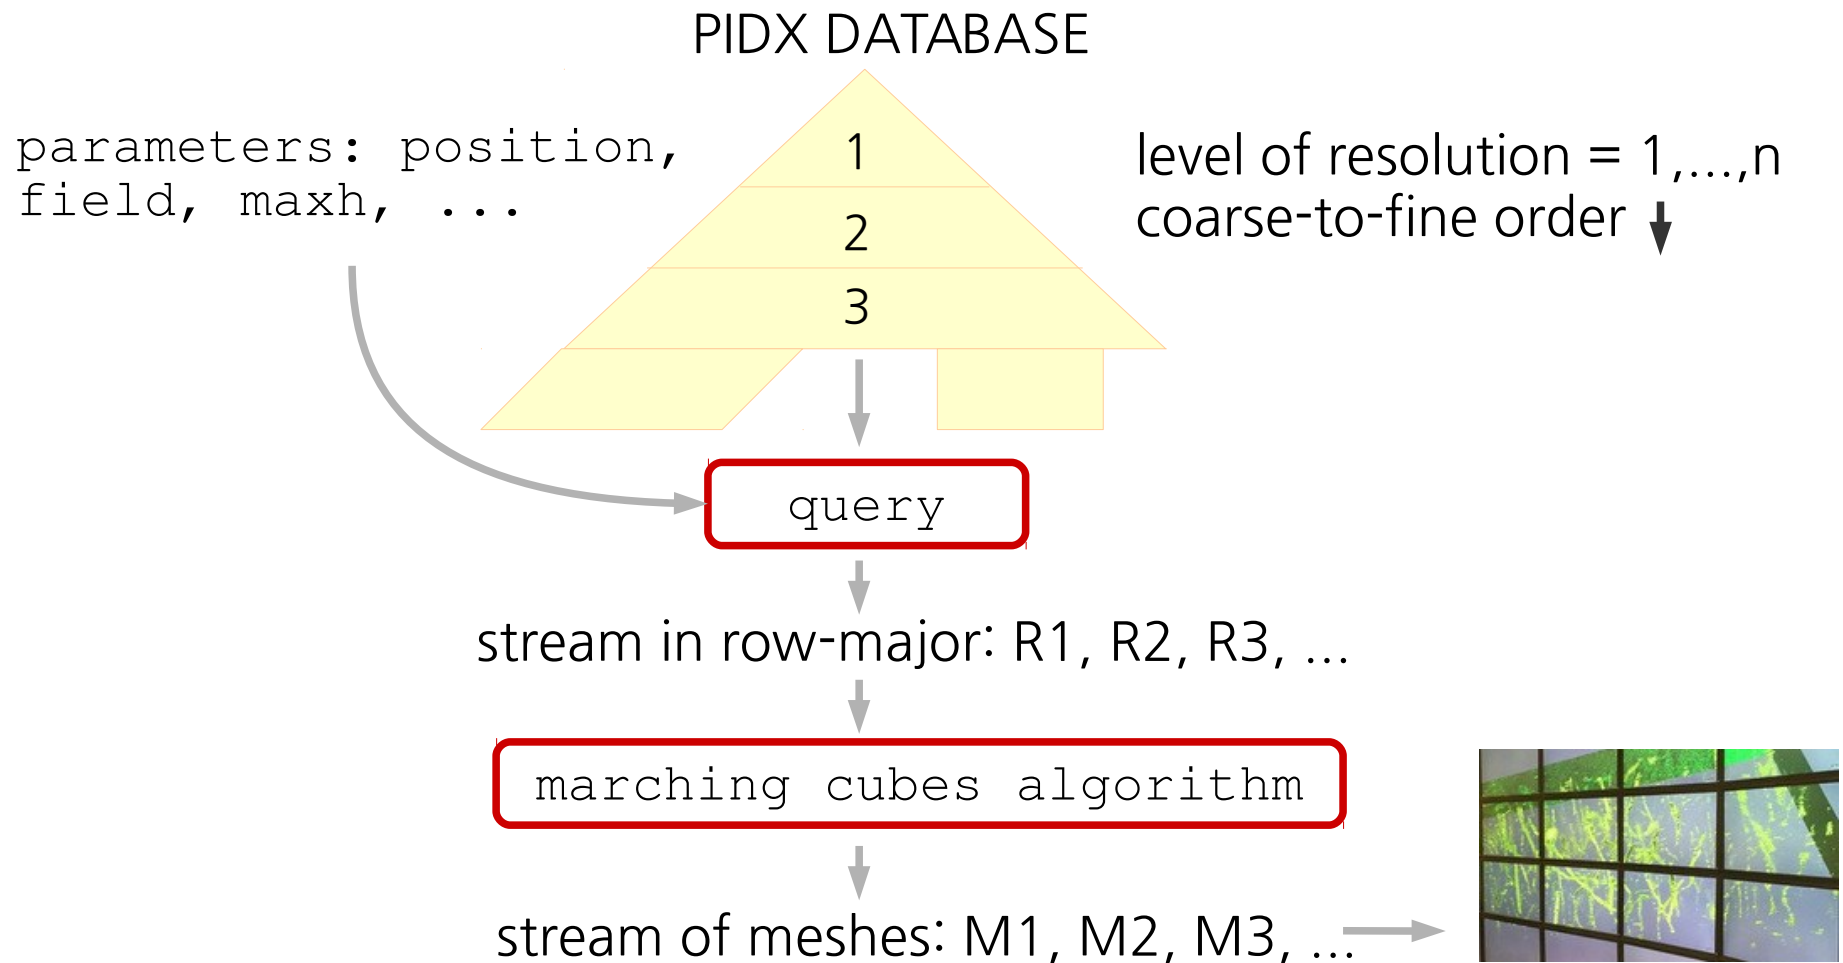 PIDX DATABASE
parameters: position,
field, maxh, ...
1
2
3
level of resolution = 1,...,n
coarse-to-fine order
query
stream in row-major: R1, R2, R3, ...
marching cubes algorithm
stream of meshes: M1, M2, M3, ...